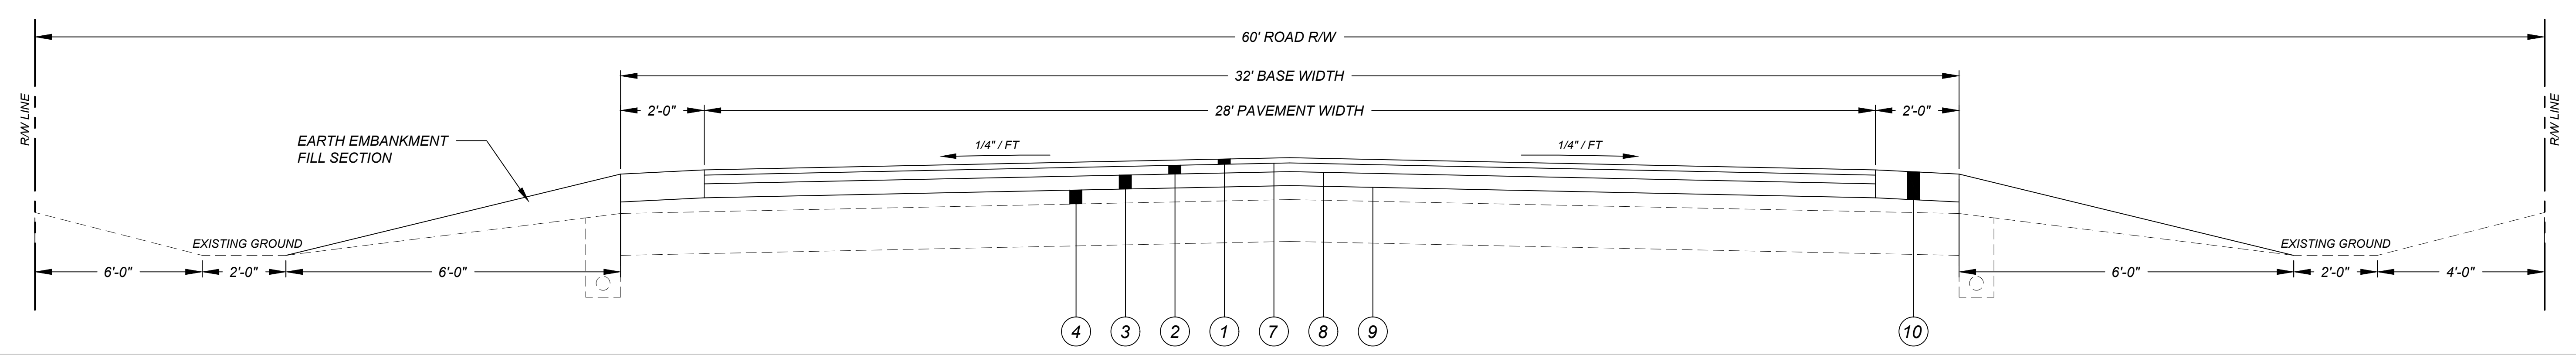 60' ROAD R/W
32' BASE WIDTH
2'-0"
28' PAVEMENT WIDTH
2'-0"
R/W LINE
R/W LINE
EARTH EMBANKMENT
FILL SECTION
1/4" / FT
1/4" / FT
EXISTING GROUND
EXISTING GROUND
6'-0"
2'-0"
6'-0"
6'-0"
2'-0"
4'-0"
4
3
2
1
7
8
9
10